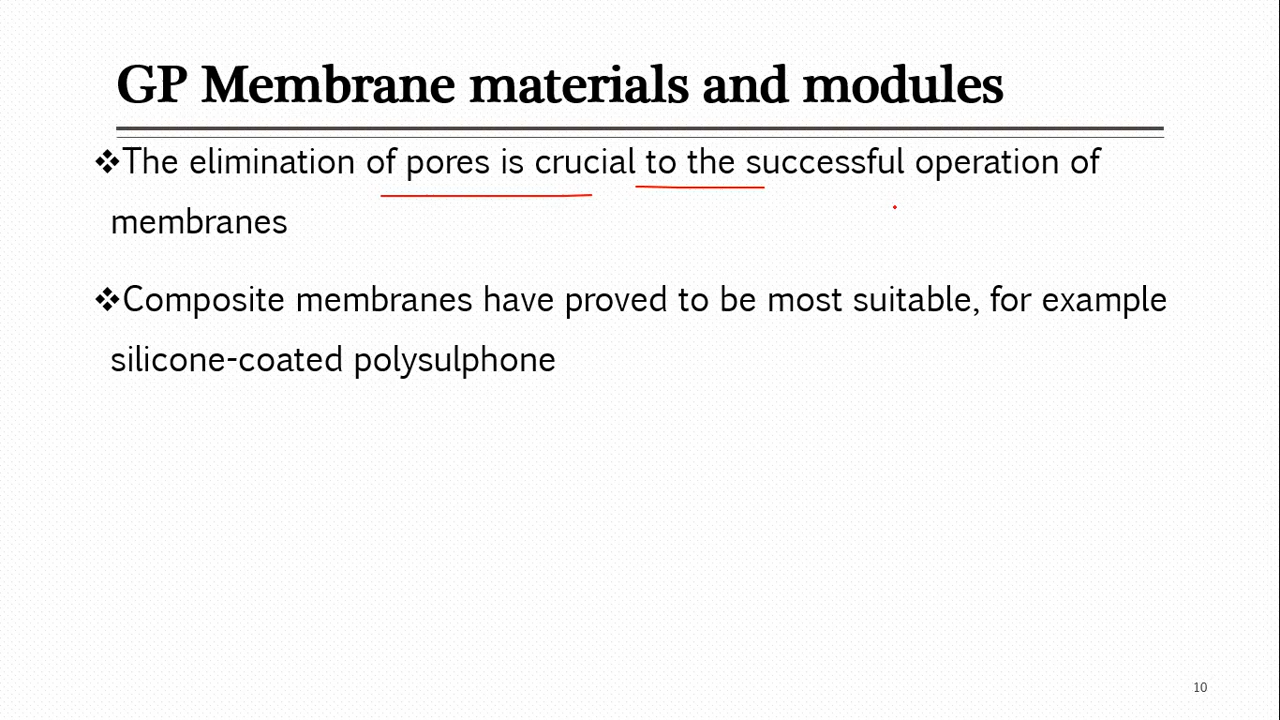 GP Membrane materials and modules
❖The elimination of pores is crucial to the successful operation of
membranes
❖Composite membranes have proved to be most suitable, for example
silicone-coated polysulphone
10